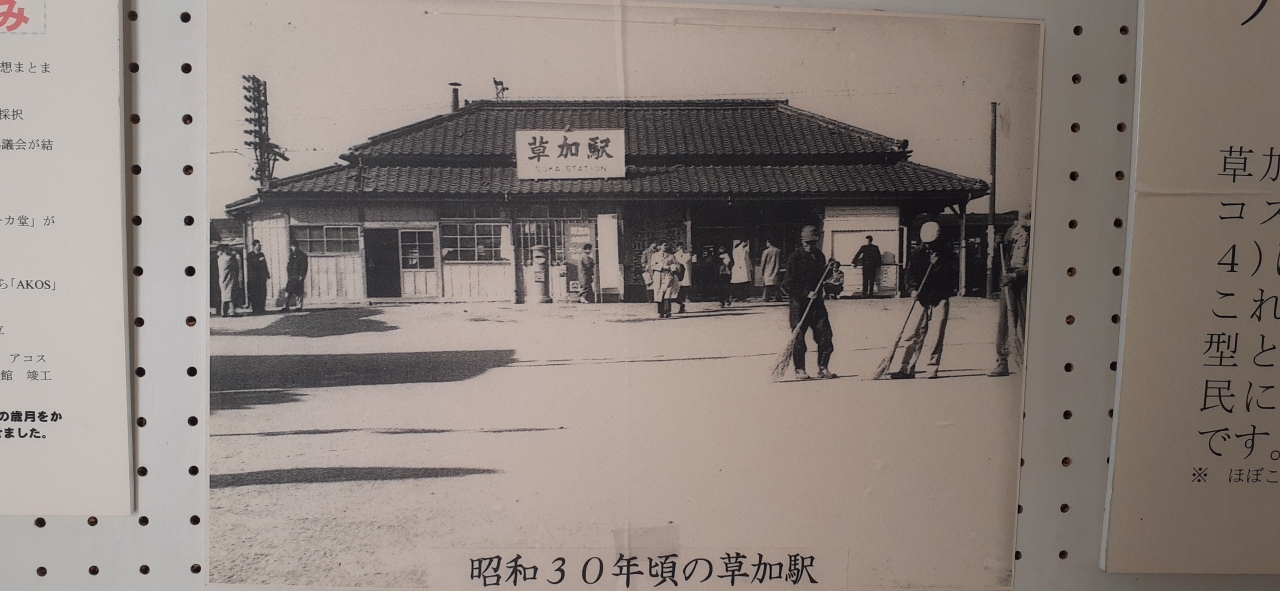 み
想まとま
採択
議会が結
カ堂」が
ら「AKOS」
アコス
館　竣工
の歳月をか
ました。
草加駅
SOKA STATION
昭和３０年頃の草加駅
草加
コス
４）
これ
型と
民に
です。
※　ほぼこ